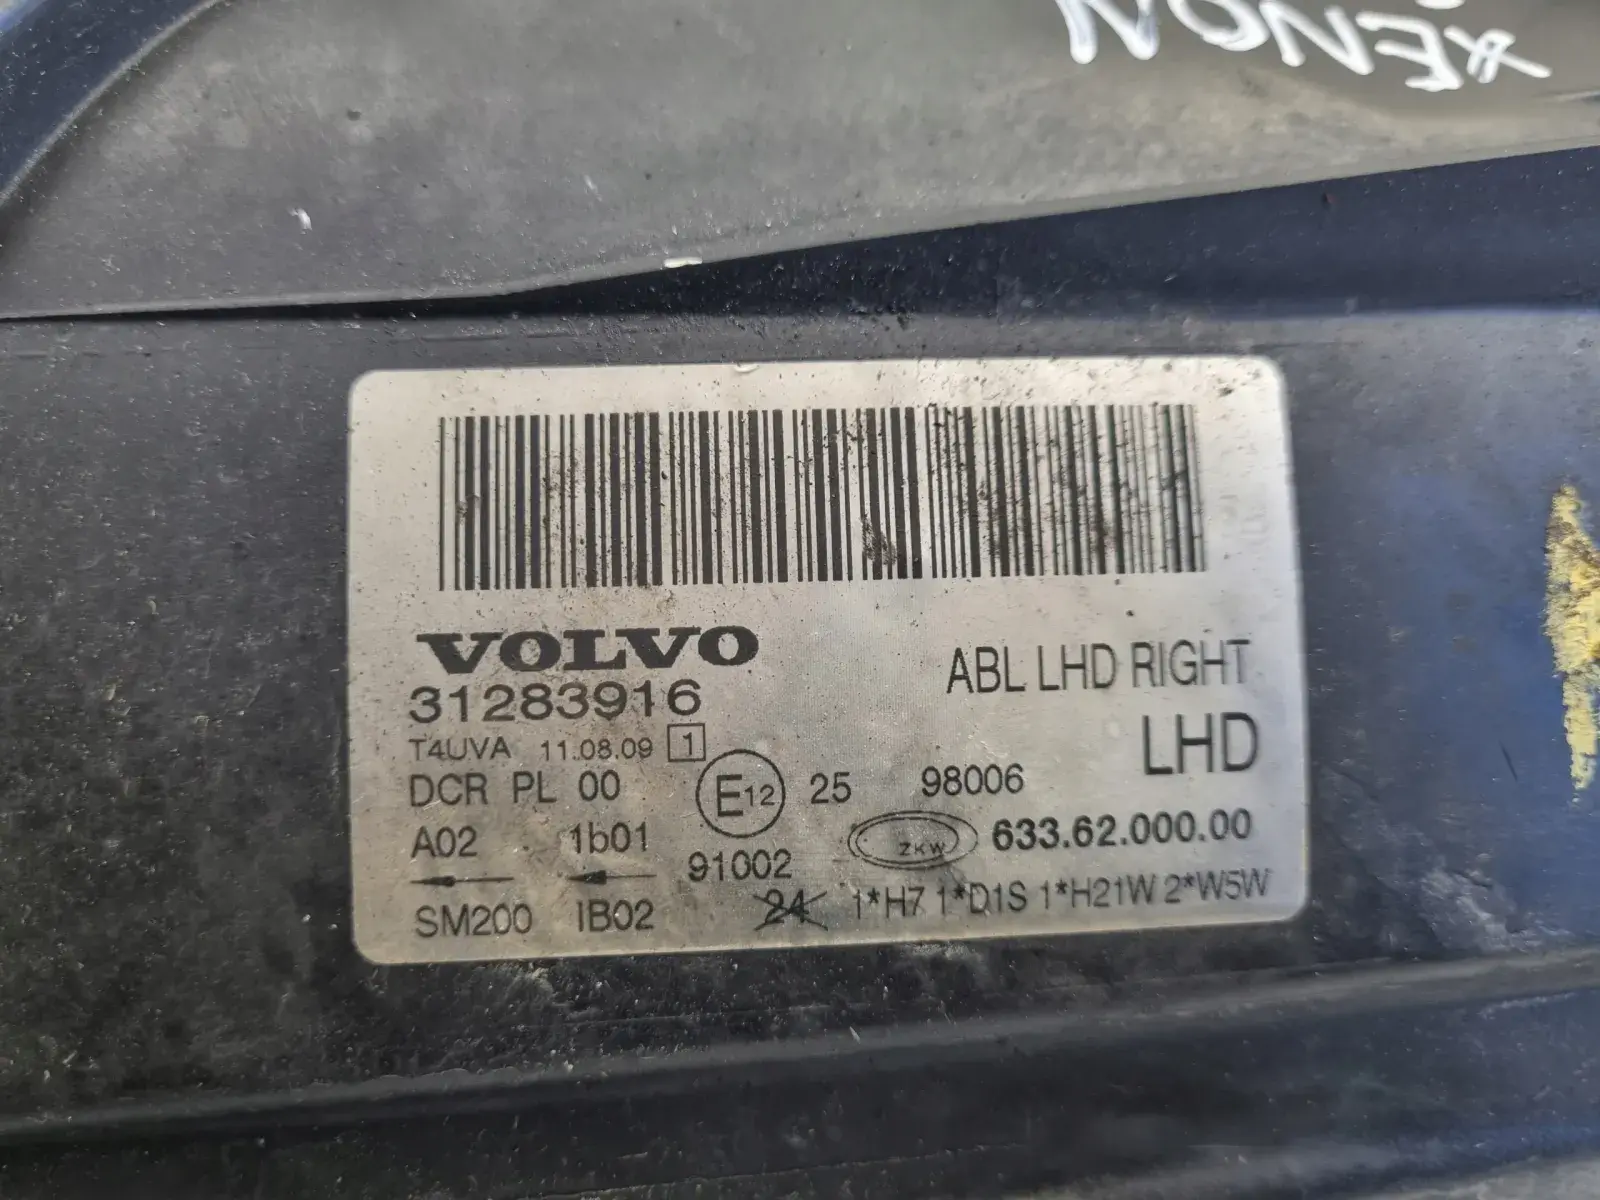 XENON
VOLVO
31283916
ABL LHD RIGHT
T4UVA 11.08.09 1
LHD
DCR PL 00
E12 25 98006
A02 1b01
91002
ZKW 633.62.000.00
SM200 IB02
24 1*H7 1*D1S 1*H21W 2*W5W